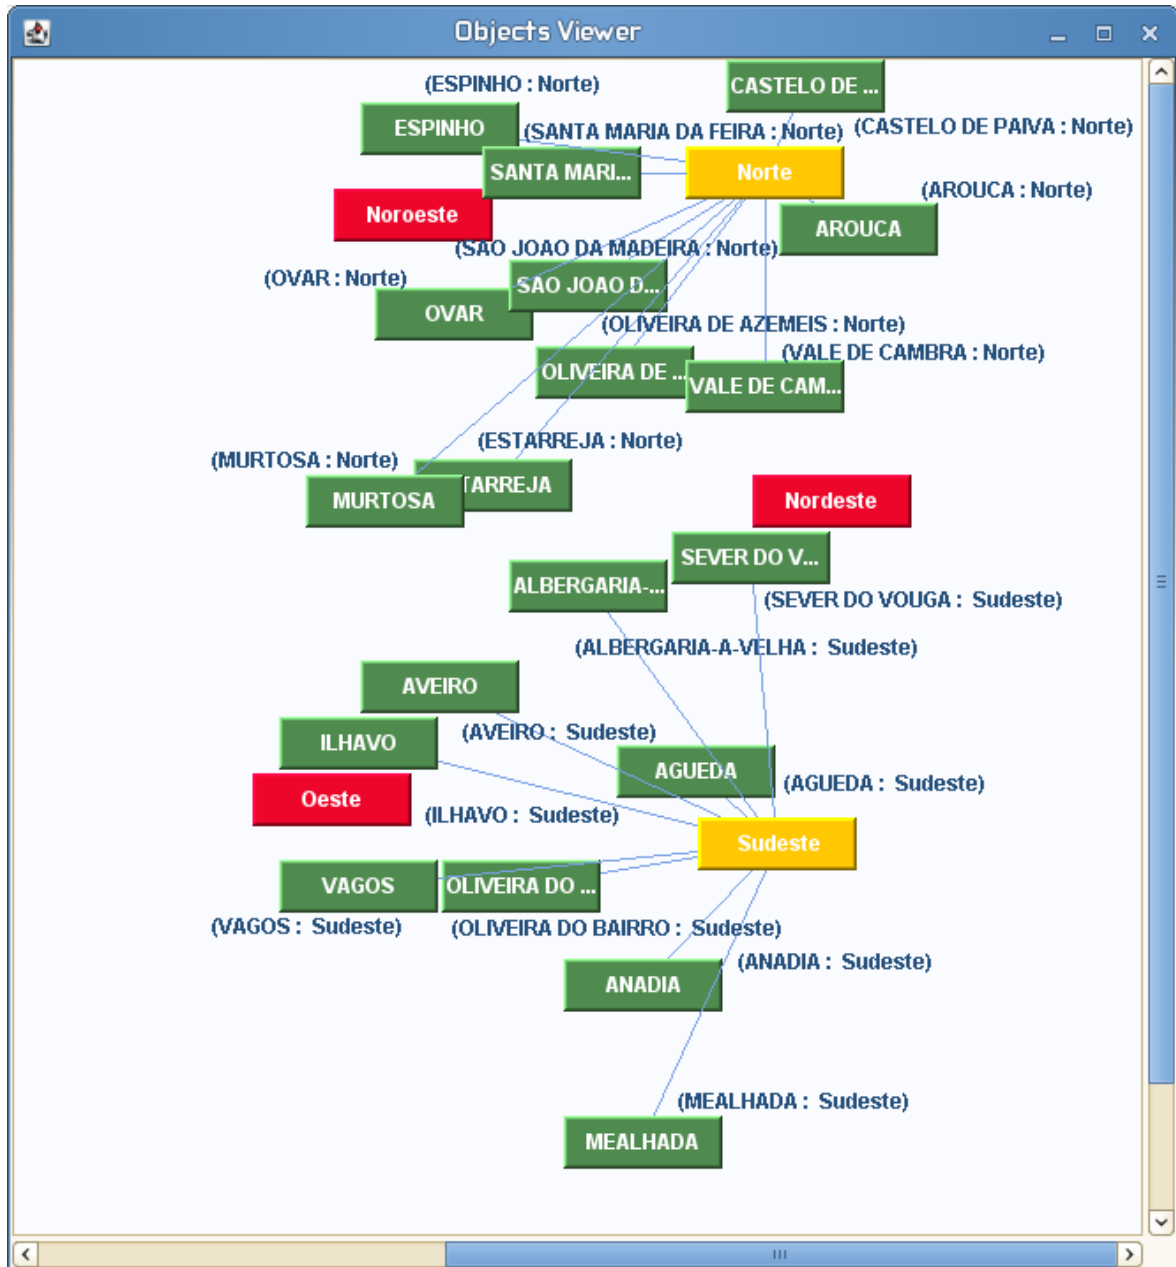 Objects Viewer
(ESPINHO : Norte)
CASTELO DE ...
ESPINHO
(SANTA MARIA DA FEIRA : Norte)
(CASTELO DE PAIVA : Norte)
SANTA MARI...
Norte
(AROUCA : Norte)
Noroeste
AROUCA
(SAO JOAO DA MADEIRA : Norte)
(OVAR : Norte)
SAO JOAO D...
OVAR
(OLIVEIRA DE AZEMEIS : Norte)
(VALE DE CAMBRA : Norte)
OLIVEIRA DE ...
VALE DE CAM...
(ESTARREJA : Norte)
(MURTOSA : Norte)
TARREJA
MURTOSA
Nordeste
SEVER DO V...
ALBERGARIA-...
(SEVER DO VOUGA : Sudeste)
(ALBERGARIA-A-VELHA : Sudeste)
AVEIRO
(AVEIRO : Sudeste)
ILHAVO
AGUEDA
(AGUEDA : Sudeste)
Oeste
(ILHAVO : Sudeste)
Sudeste
VAGOS
OLIVEIRA DO ...
(VAGOS : Sudeste)
(OLIVEIRA DO BAIRRO : Sudeste)
(ANADIA : Sudeste)
ANADIA
(MEALHADA : Sudeste)
MEALHADA